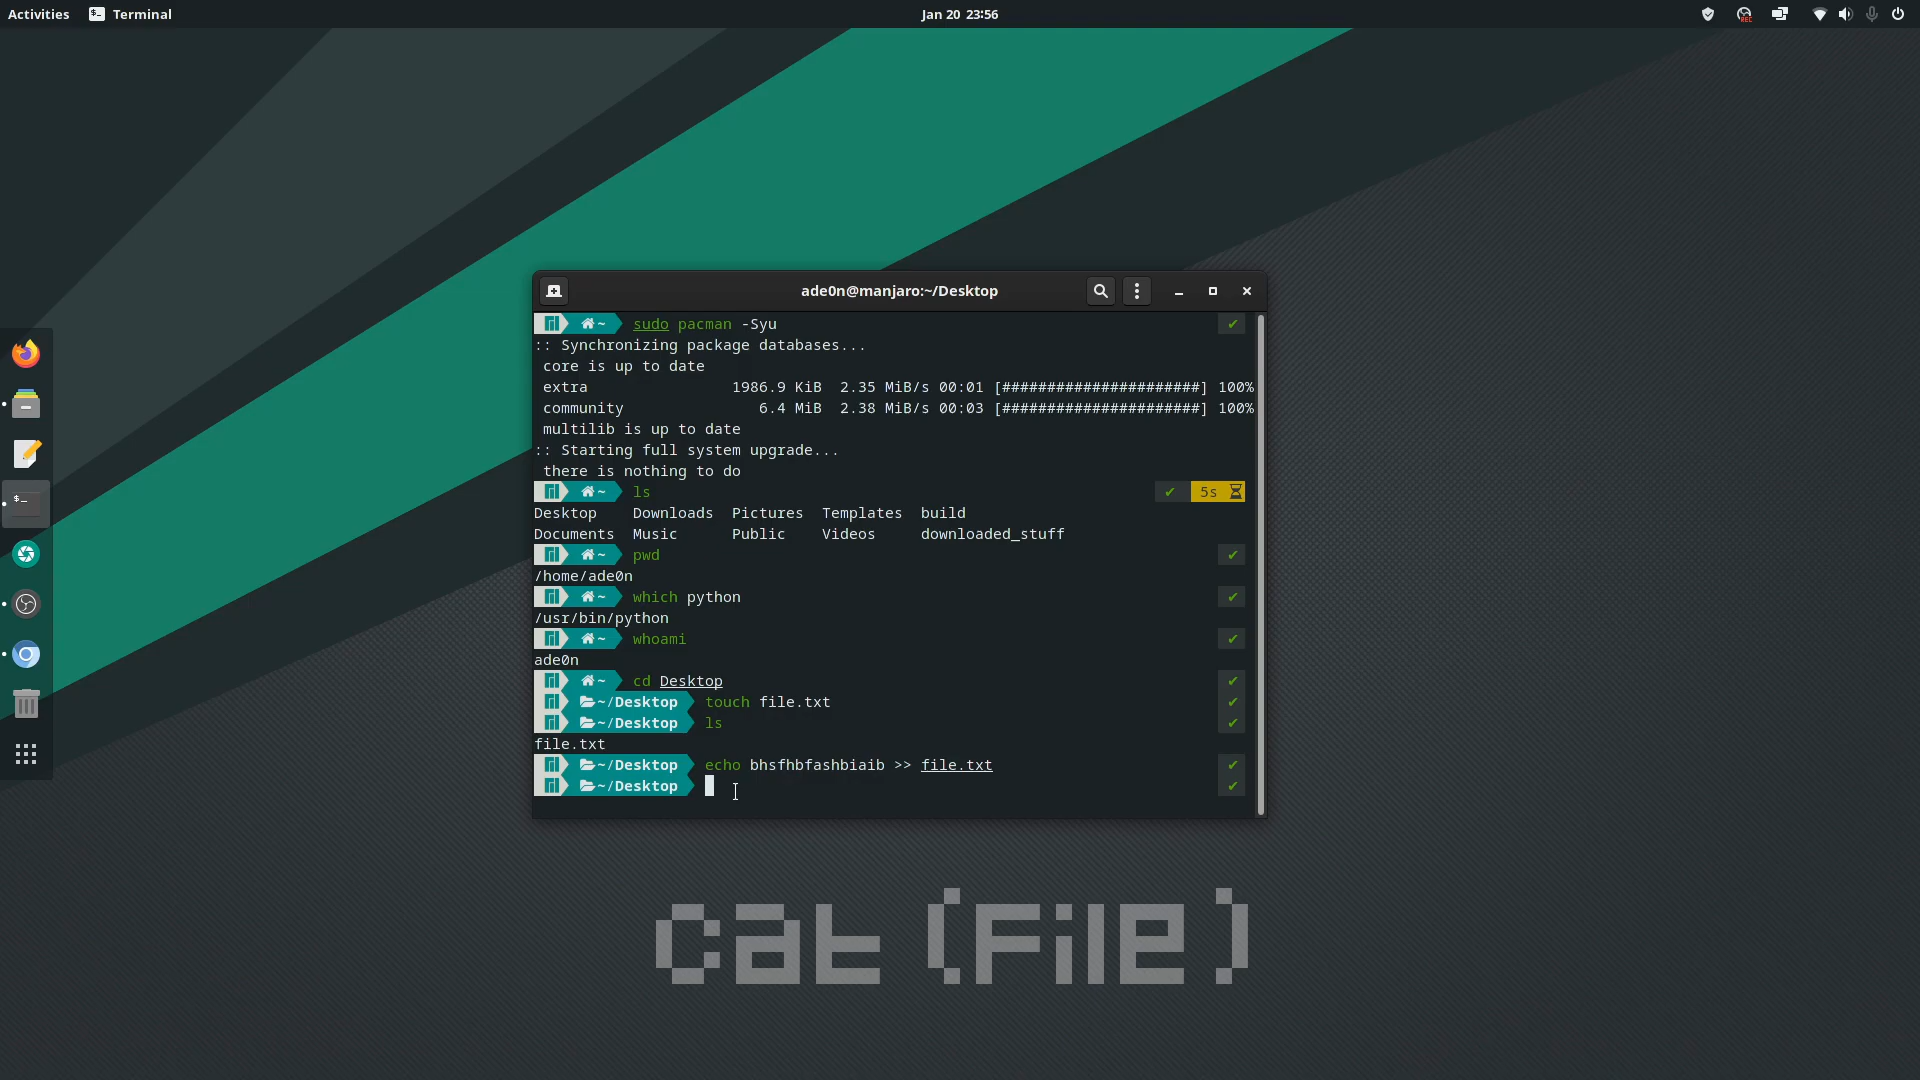 Activities Terminal Jan 20 23:56
REC
ade0n@manjaro:~/Desktop
~ sudo pacman -Syu
:: Synchronizing package databases...
core is up to date
extra 1986.9 KiB 2.35 MiB/s 00:01 [######################] 100%
community 6.4 MiB 2.38 MiB/s 00:03 [######################] 100%
multilib is up to date
:: Starting full system upgrade...
there is nothing to do
~ ls 5s
Desktop Downloads Pictures Templates build
Documents Music Public Videos downloaded_stuff
~ pwd
/home/ade0n
~ which python
/usr/bin/python
~ whoami
ade0n
~ cd Desktop
~/Desktop touch file.txt
~/Desktop ls
file.txt
~/Desktop echo bhsfhbfashbiaib >> file.txt
~/Desktop
cat (File)